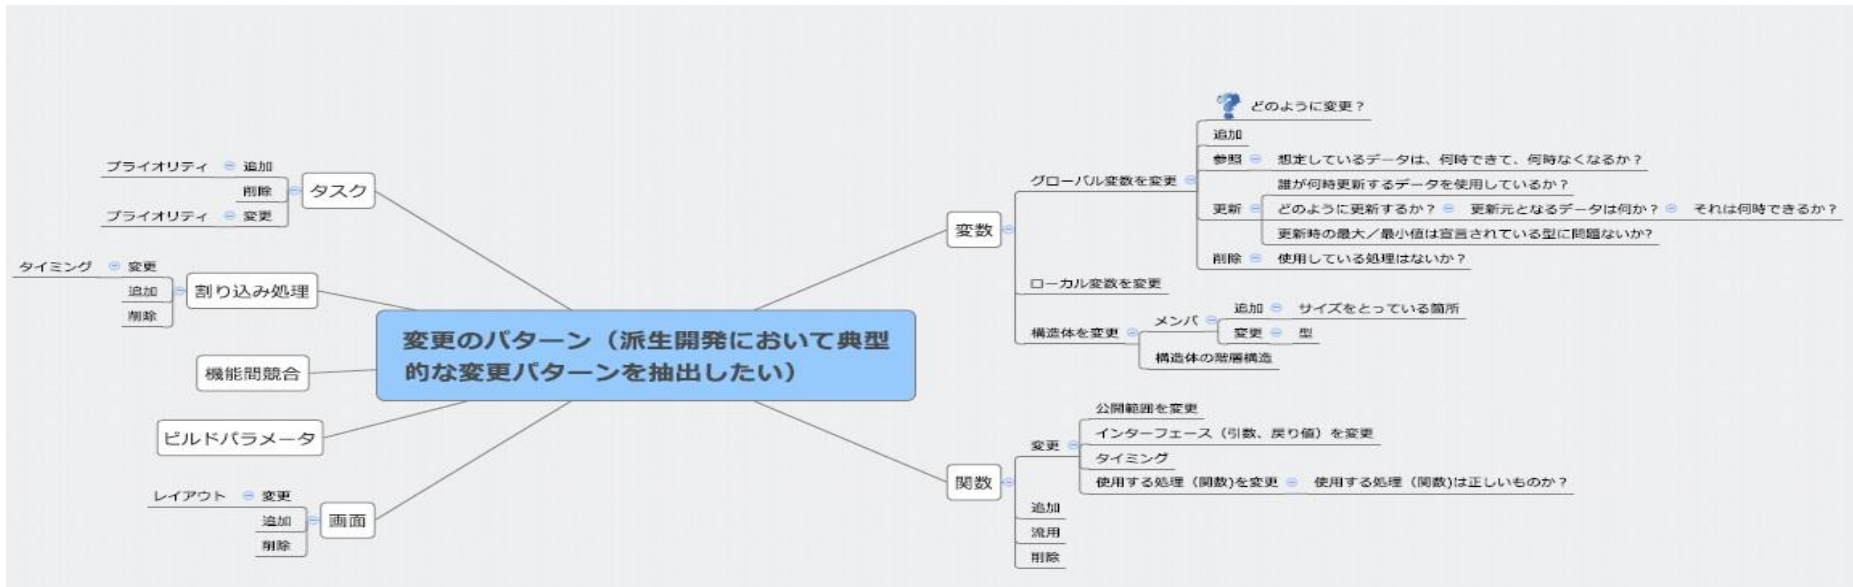 変更のパターン（派生開発において典型
的な変更パターンを抽出したい）
変数
グローバル変数を変更
どのように変更？
追加
参照
想定しているデータは、何時できて、何時なくなるか？
更新
誰が何時更新するデータを使用しているか？
どのように更新するか？
更新元となるデータは何か？
それは何時できるか？
更新時の最大／最小値は宣言されている型に問題ないか?
削除
使用している処理はないか？
ローカル変数を変更
構造体を変更
メンバ
追加
サイズをとっている箇所
変更
型
構造体の階層構造
関数
変更
公開範囲を変更
インターフェース（引数、戻り値）を変更
タイミング
使用する処理（関数)を変更
使用する処理（関数)は正しいものか？
追加
流用
削除
タスク
追加
プライオリティ
削除
変更
プライオリティ
割り込み処理
変更
タイミング
追加
削除
機能間競合
ビルドパラメータ
画面
変更
レイアウト
追加
削除